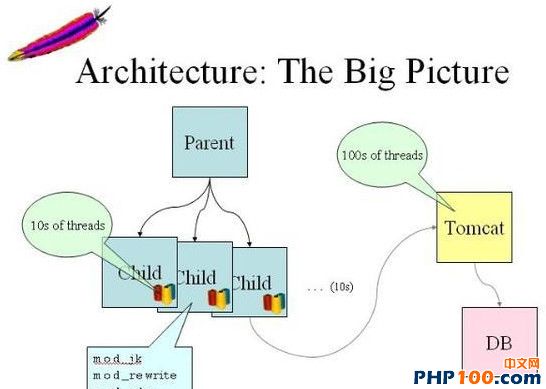 Architecture: The Big Picture
Parent
100s of threads
10s of threads
Tomcat
Child
Child
Child
... (10s)
mod_jk
mod_rewrite
DB
PHP100.com
中文网